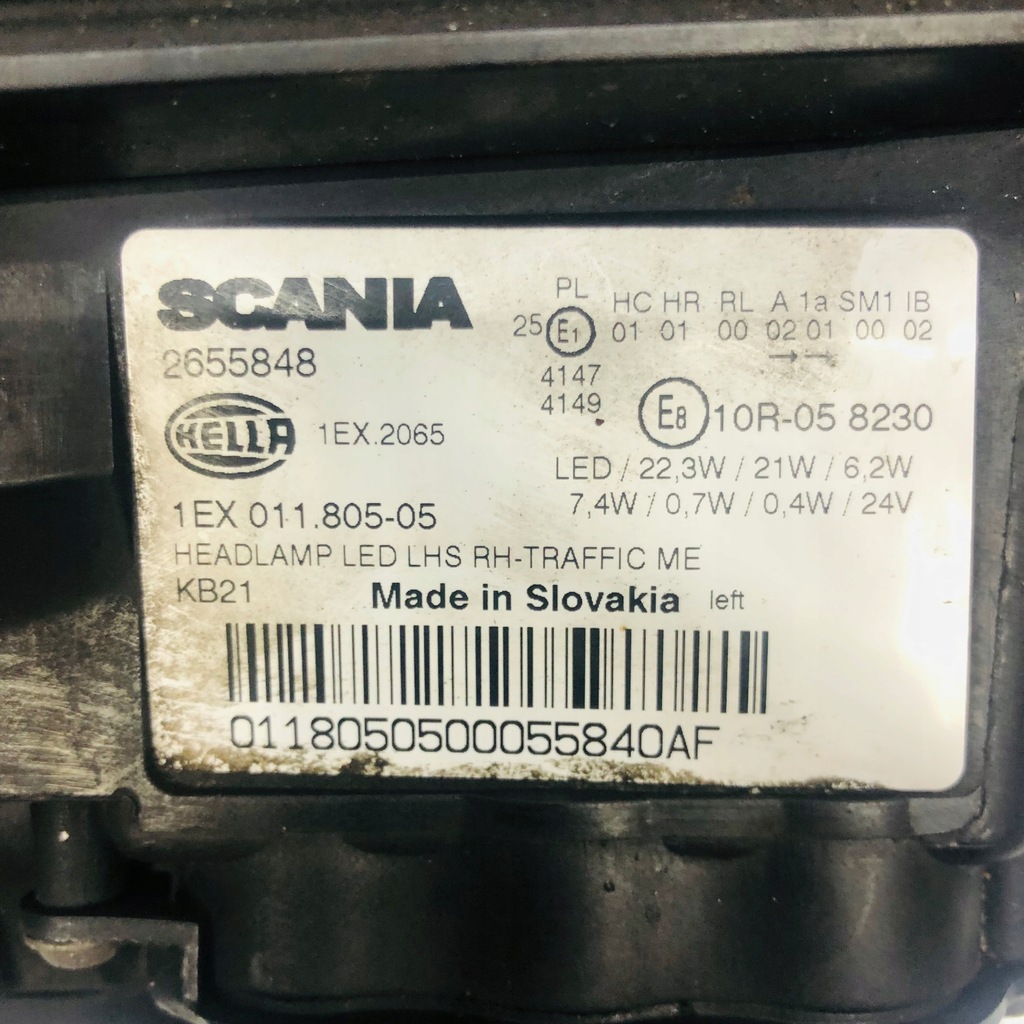 SCANIA
2655848
HELLA 1EX.2065
1EX 011.805-05
PL HC HR RL A 1a SM1 IB
25 E1 01 01 00 02 01 00 02
→ →
4147
4149
E8 10R-05 8230
LED / 22,3W / 21W / 6,2W
7,4W / 0,7W / 0,4W / 24V
HEADLAMP LED LHS RH-TRAFFIC ME
KB21 Made in Slovakia left
0118050500055840AF